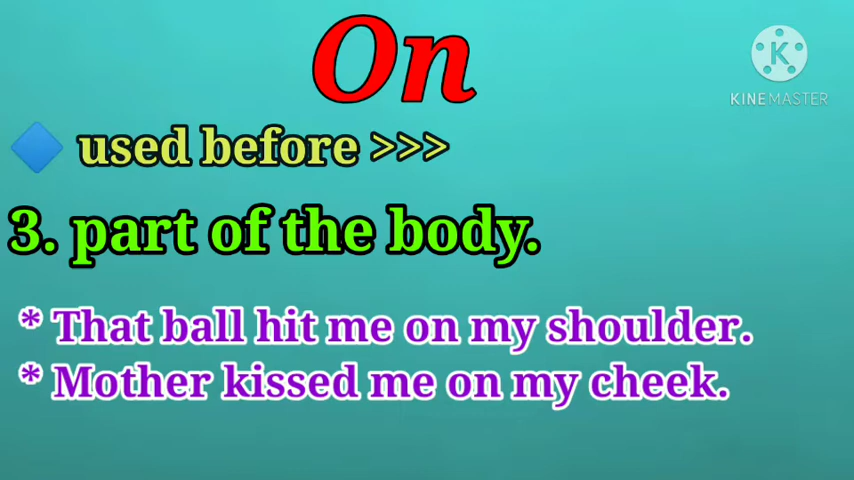 On
KINEMASTER
🔷 used before >>>
3. part of the body.
* That ball hit me on my shoulder.
* Mother kissed me on my cheek.